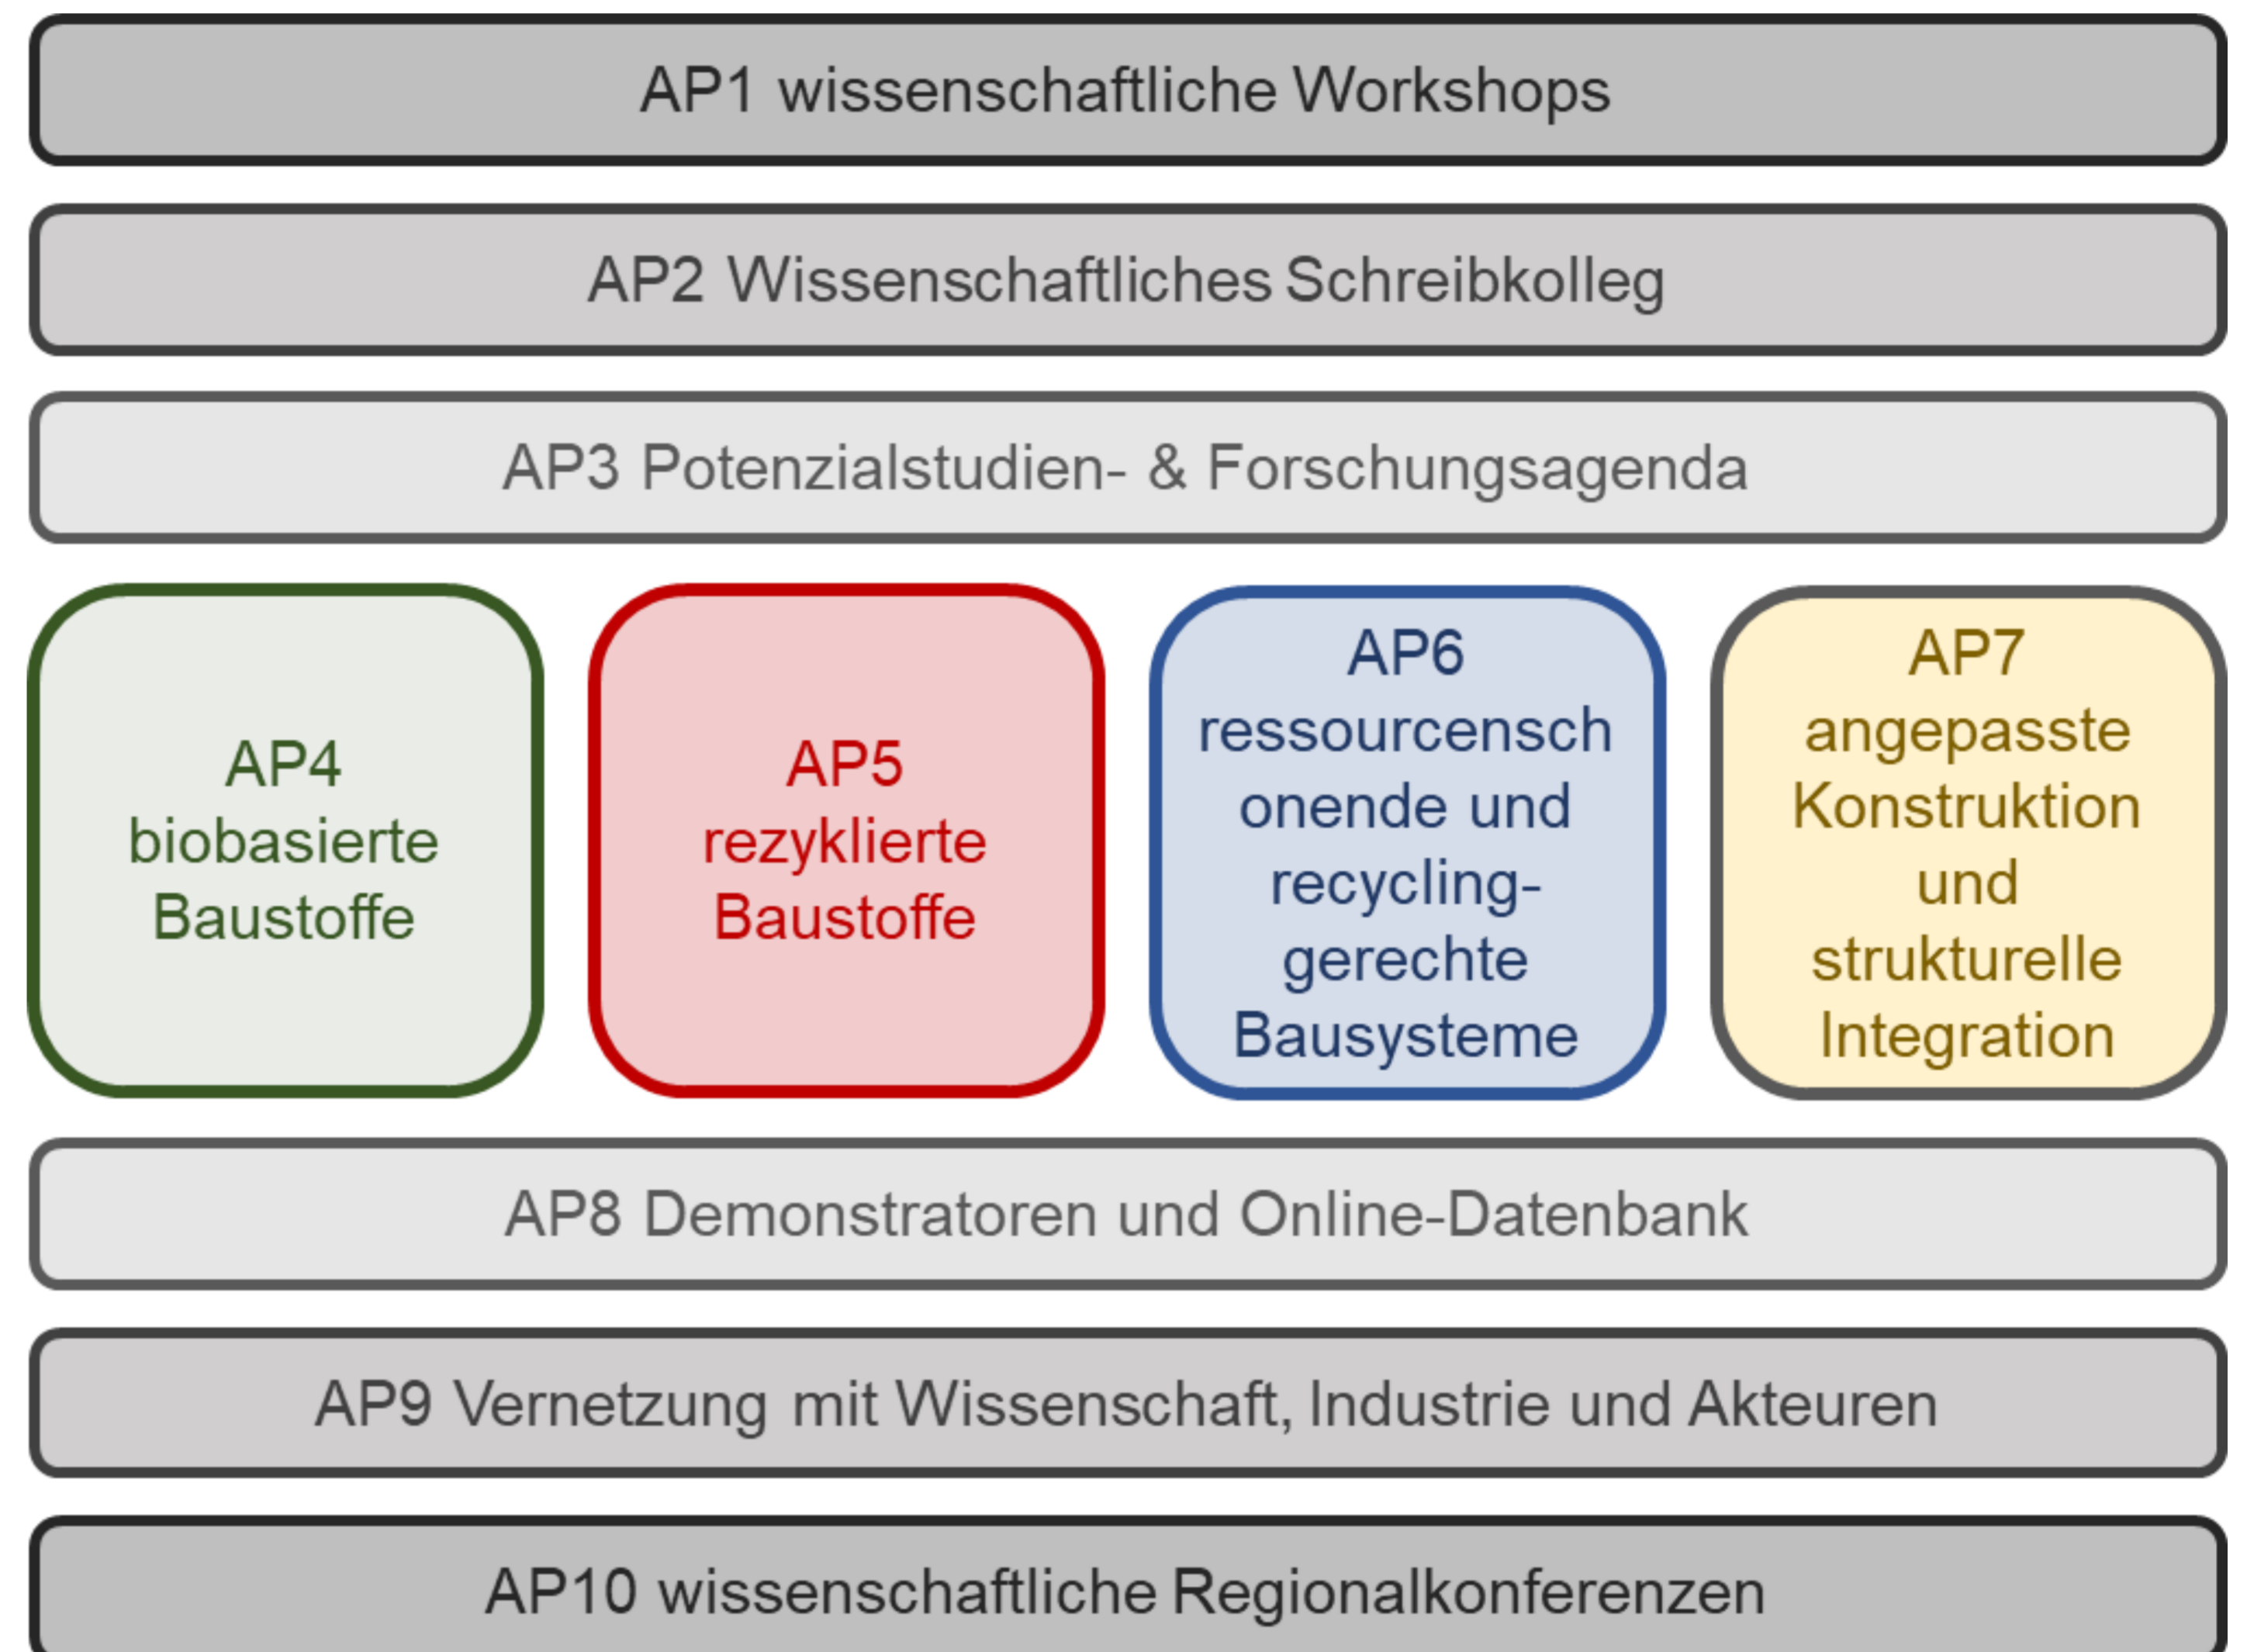 AP1 wissenschaftliche Workshops
AP2 Wissenschaftliches Schreibkolleg
AP3 Potenzialstudien- & Forschungsagenda
AP4
biobasierte
Baustoffe
AP5
rezyklierte
Baustoffe
AP6
ressourcensch
onende und
recycling-
gerechte
Bausysteme
AP7
angepasste
Konstruktion
und
strukturelle
Integration
AP8 Demonstratoren und Online-Datenbank
AP9 Vernetzung mit Wissenschaft, Industrie und Akteuren
AP10 wissenschaftliche Regionalkonferenzen